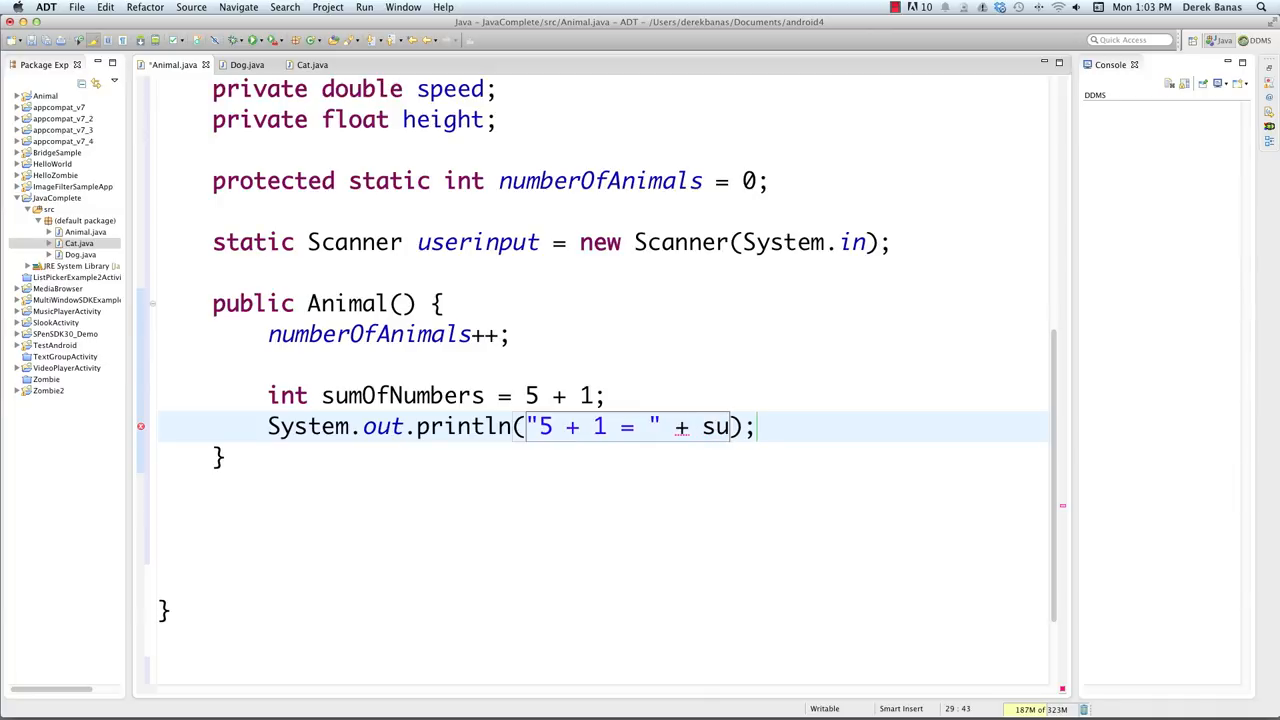 ADT File Edit Refactor Source Navigate Search Project Run Window Help 10 Mon 1:03 PM Derek Banas
Java – JavaComplete/src/Animal.java – ADT – /Users/derekbanas/Documents/android4
Quick Access Java DDMS
Package Exp
*Animal.java Dog.java Cat.java
Console
DDMS
Animal
appcompat_v7
appcompat_v7_2
appcompat_v7_3
appcompat_v7_4
BridgeSample
HelloWorld
HelloZombie
ImageFilterSampleApp
JavaComplete
src
(default package)
Animal.java
Cat.java
Dog.java
JRE System Library [Ja
ListPickerExample2Activi
MediaBrowser
MultiWindowSDKExample
MusicPlayerActivity
SlookActivity
SPenSDK30_Demo
TestAndroid
TextGroupActivity
VideoPlayerActivity
Zombie
Zombie2
private double speed;
private float height;
protected static int numberOfAnimals = 0;
static Scanner userinput = new Scanner(System.in);
public Animal() {
numberOfAnimals++;
int sumOfNumbers = 5 + 1;
System.out.println("5 + 1 = " + su);
}
}
Writable Smart Insert 29 : 43 187M of 323M